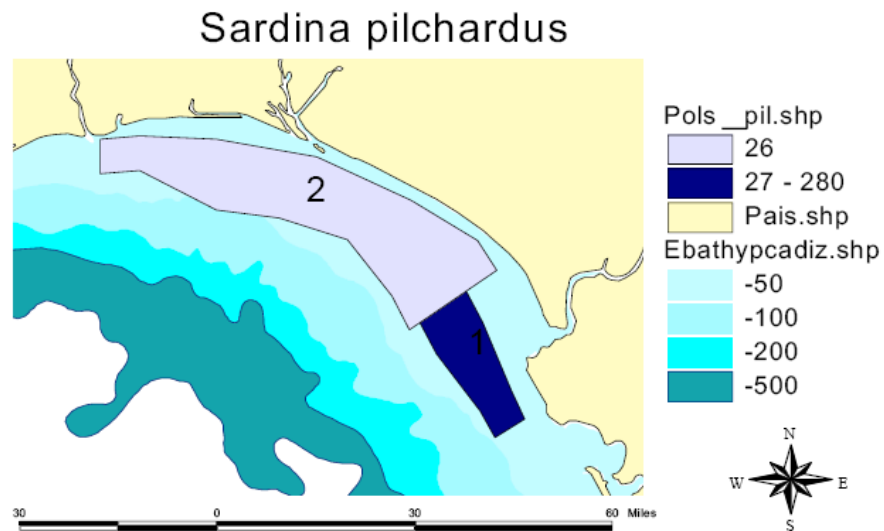 Sardina pilchardus
Pols __pil.shp
26
27 - 280
Pais.shp
Ebathypcadiz.shp
-50
-100
-200
-500
2
1
N
W E
S
30 0 30 60 Miles